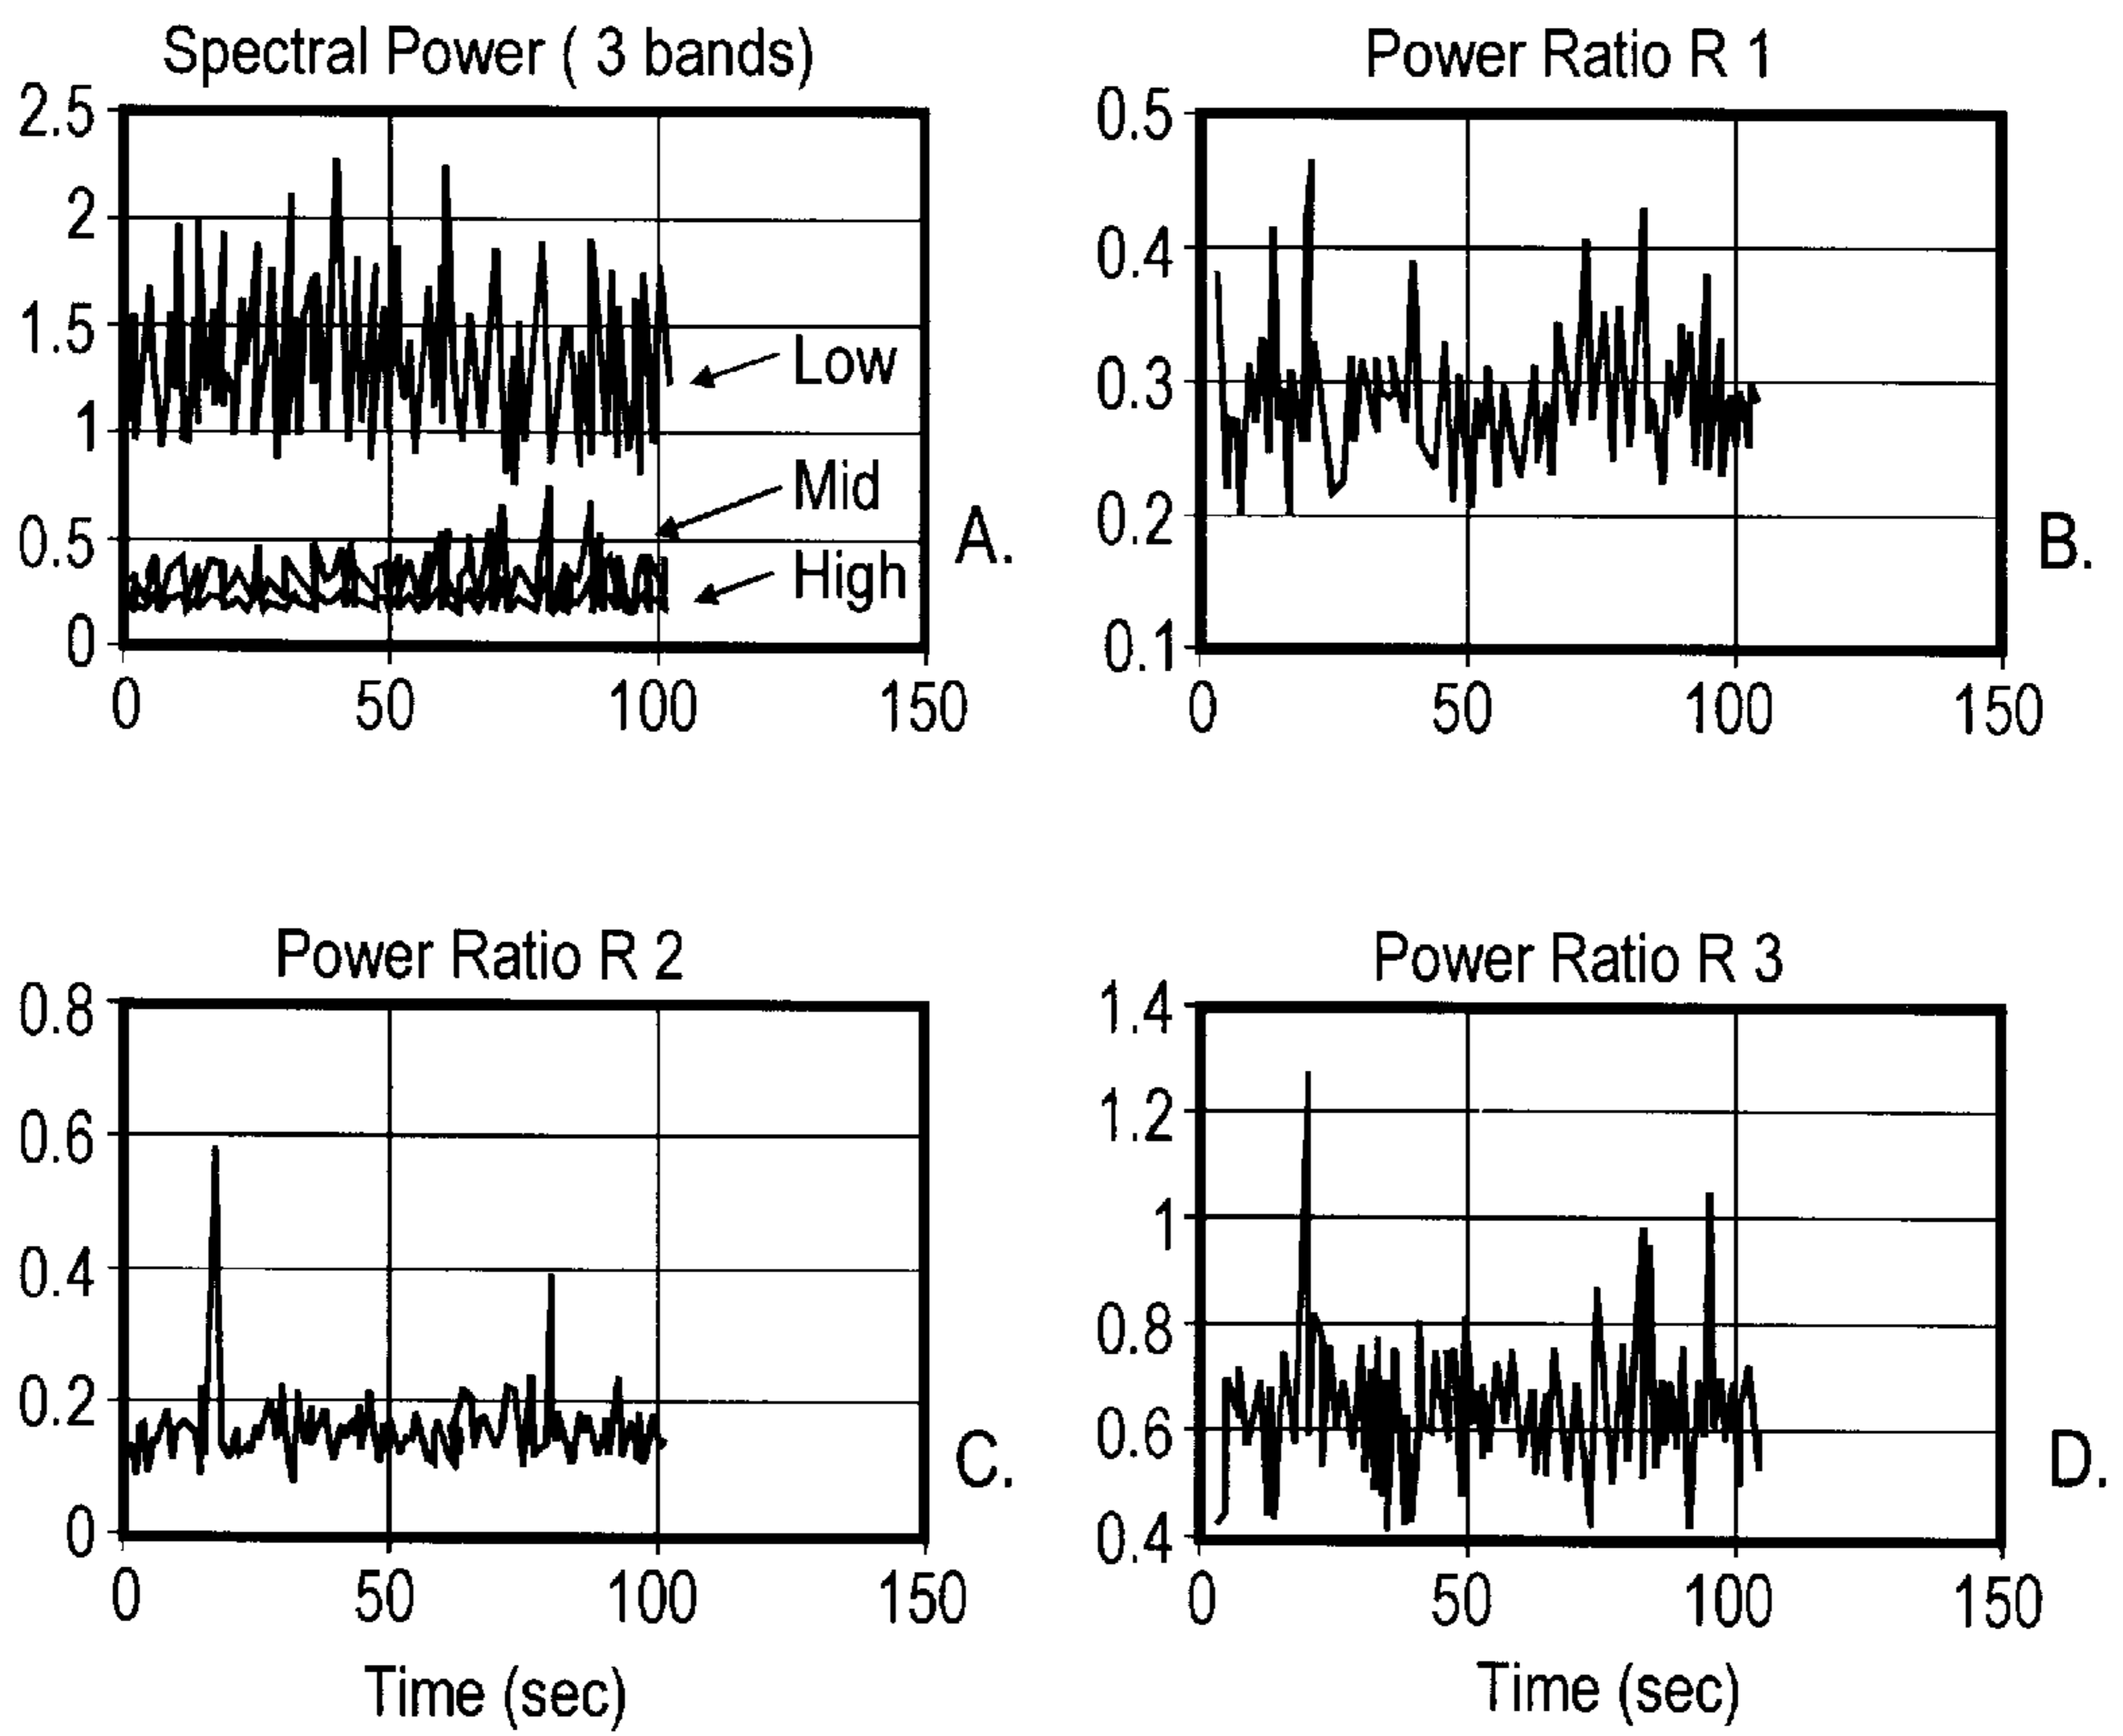 Spectral Power ( 3 bands)
2.5
2
1.5
1
0.5
0
Low
Mid
High
A.
0 50 100 150
Power Ratio R 1
0.5
0.4
0.3
0.2
0.1
B.
0 50 100 150
Power Ratio R 2
0.8
0.6
0.4
0.2
0
C.
0 50 100 150
Time (sec)
Power Ratio R 3
1.4
1.2
1
0.8
0.6
0.4
D.
0 50 100 150
Time (sec)